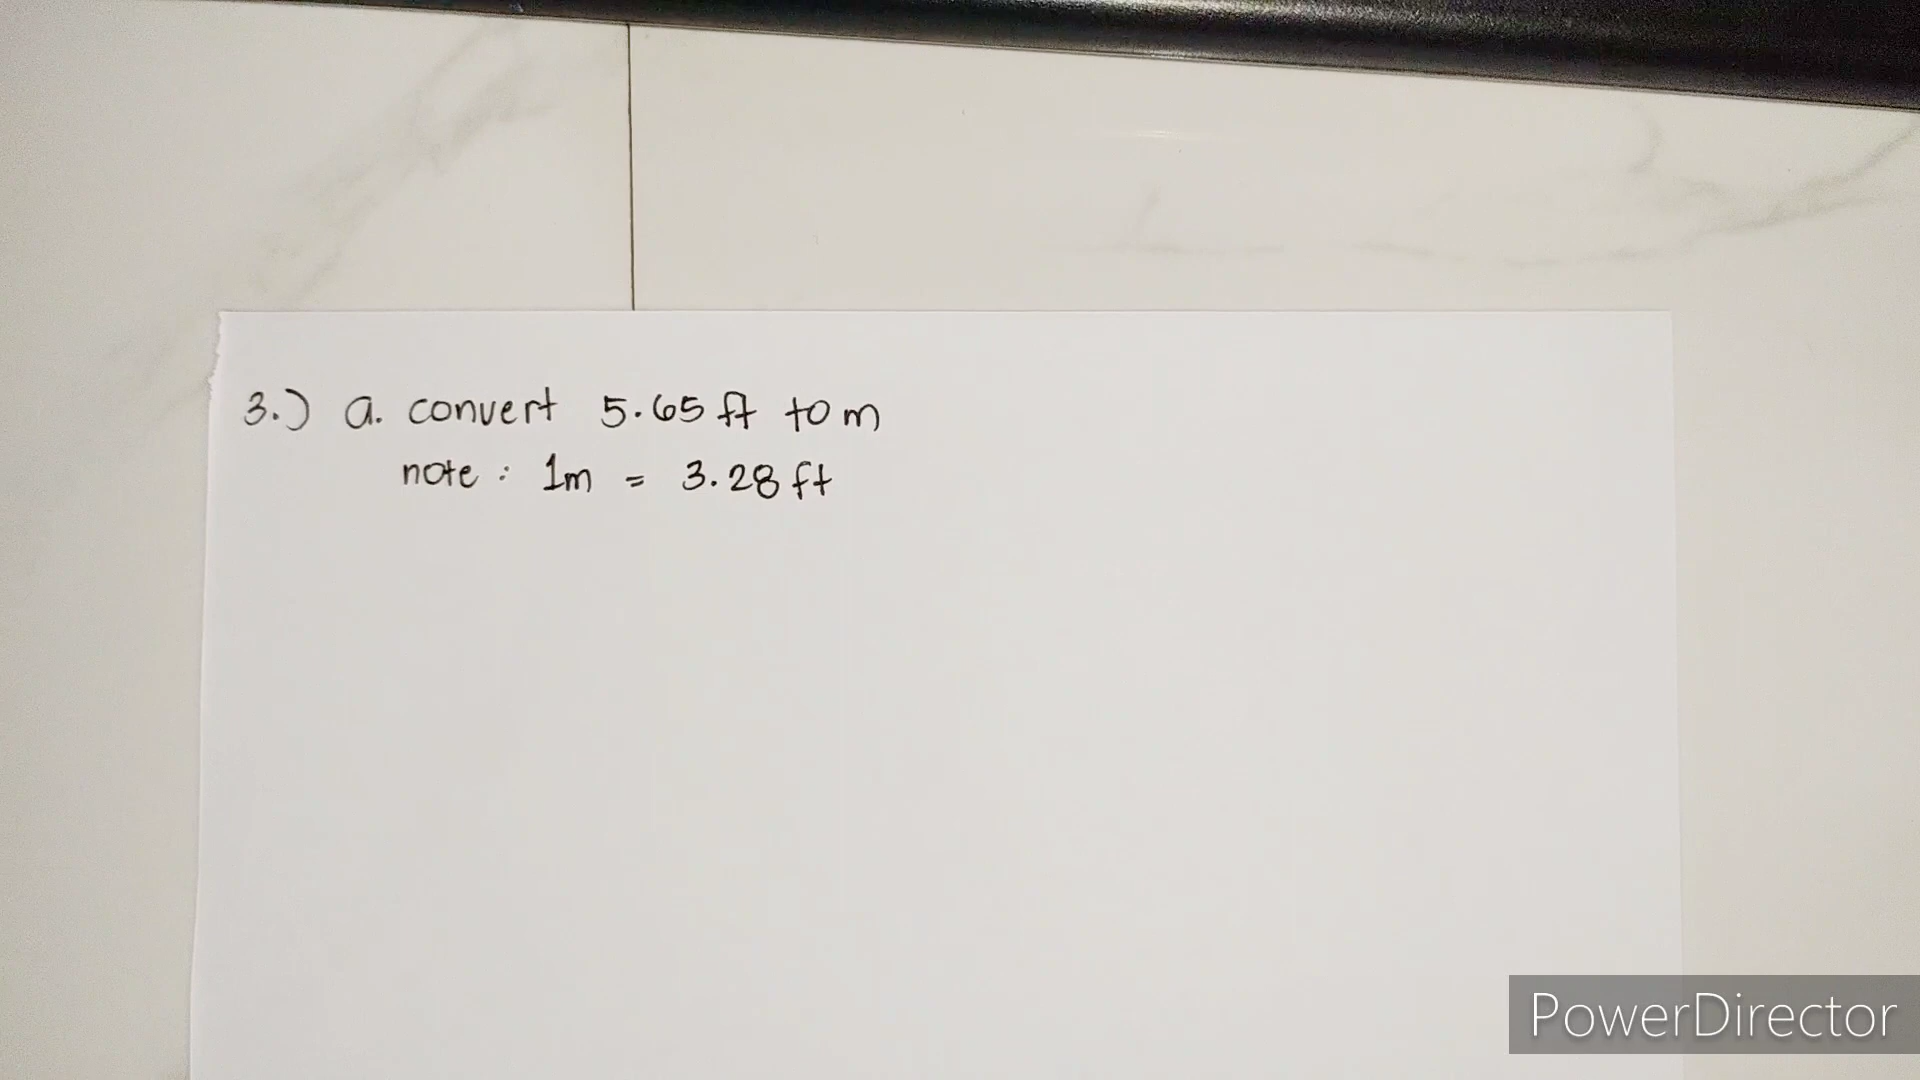 3.) a. convert 5.65 ft to m
note : 1m = 3.28 ft
PowerDirector